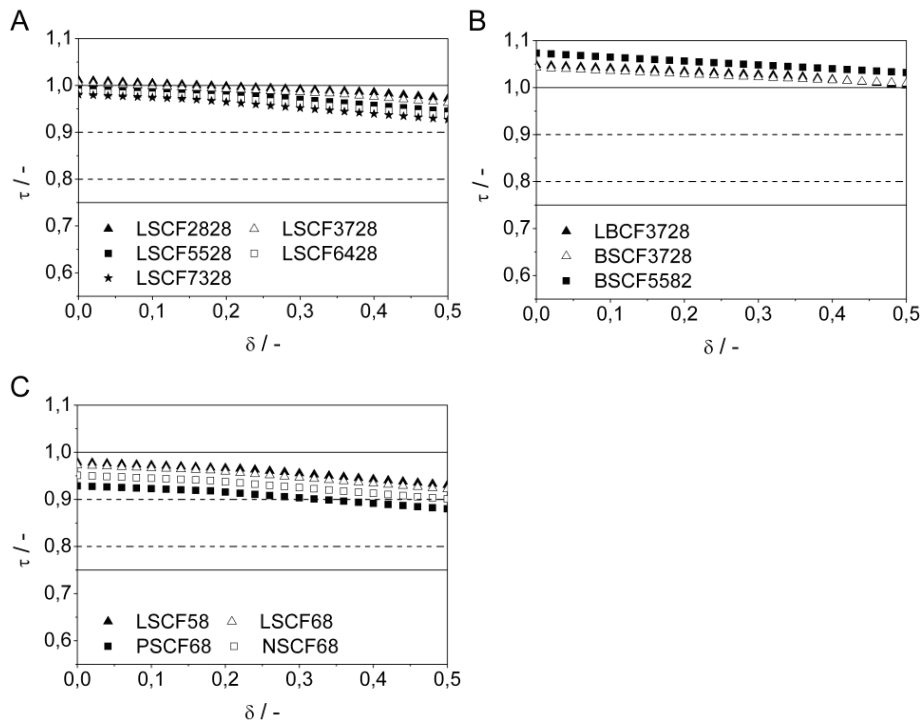 A
1,1
1,0
0,9
0,8
0,7
0,6
τ / -
LSCF2828 LSCF3728
LSCF5528 LSCF6428
LSCF7328
0,0 0,1 0,2 0,3 0,4 0,5
δ / -
B
1,1
1,0
0,9
0,8
0,7
0,6
τ / -
LBCF3728
BSCF3728
BSCF5582
0,0 0,1 0,2 0,3 0,4 0,5
δ / -
C
1,1
1,0
0,9
0,8
0,7
0,6
τ / -
LSCF58 LSCF68
PSCF68 NSCF68
0,0 0,1 0,2 0,3 0,4 0,5
δ / -